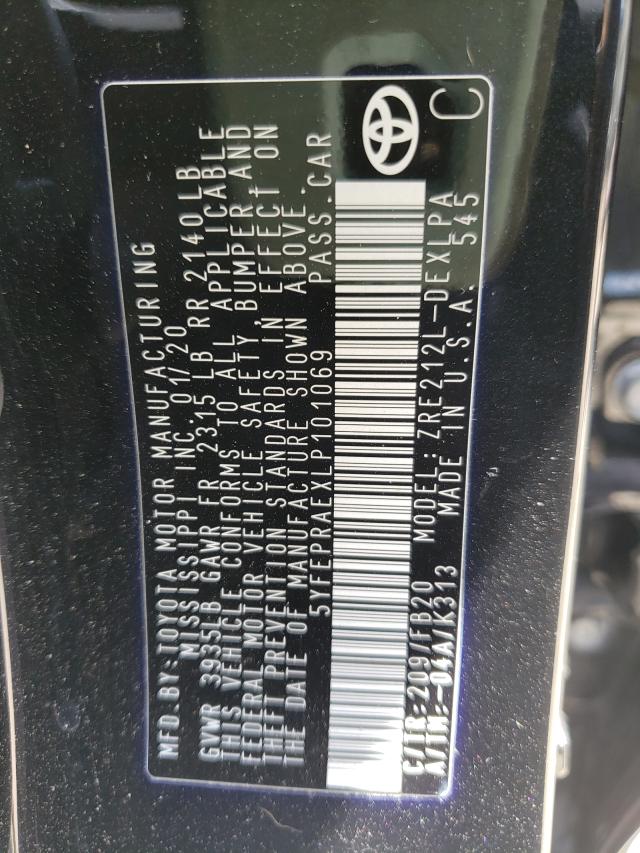 MFD.BY:TOYOTA MOTOR MANUFACTURING
MISSISSIPPI INC. 01/20
GVWR 3935LB GAWR FR 2315 LB RR 2140LB
THIS VEHICLE CONFORMS TO ALL APPLICABLE
FEDERAL MOTOR VEHICLE SAFETY, BUMPER AND
THEFT PREVENTION STANDARDS IN EFFECT ON
THE DATE OF MANUFACTURE SHOWN ABOVE.
5YFEPRAEXLP101069 PASS.CAR
C/TR:209/FB20 MODEL:ZRE212L-DEXLPA
A/TM:-04A/K313 MADE IN U.S.A. 545
C